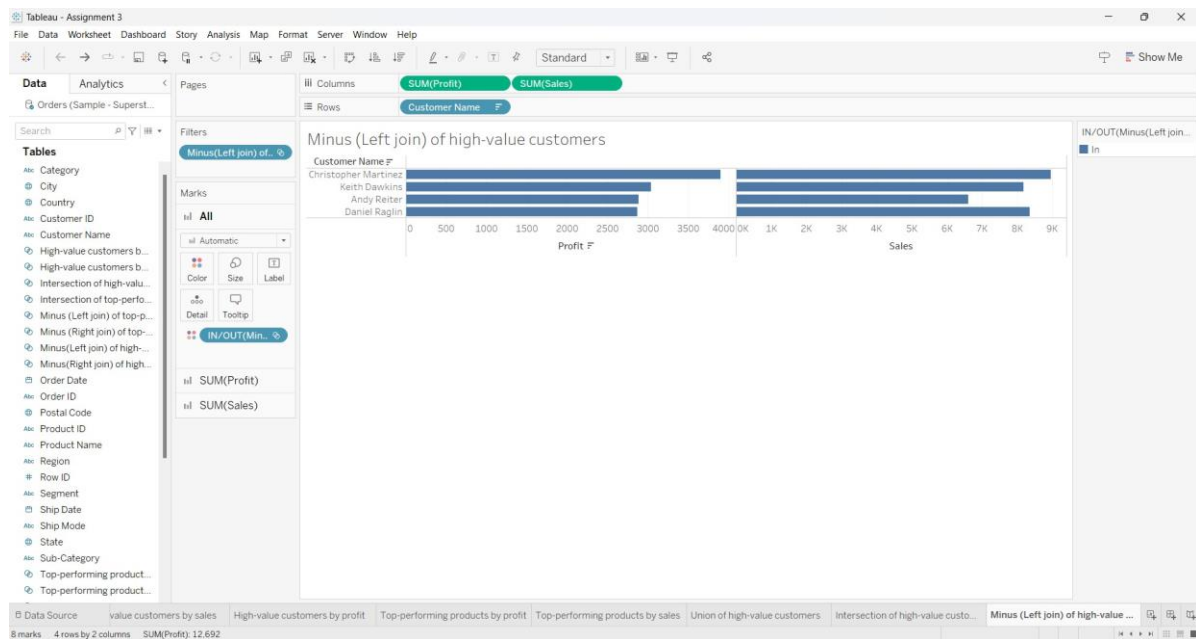 Tableau - Assignment 3
File Data Worksheet Dashboard Story Analysis Map Format Server Window Help
Standard
Show Me
Data Analytics
Orders (Sample - Superst...
Search
Tables
Abc Category
City
Country
Abc Customer ID
Abc Customer Name
High-value customers b...
High-value customers b...
Intersection of high-valu...
Intersection of top-perfo...
Minus (Left join) of top-p...
Minus (Right join) of top-...
Minus(Left join) of high-...
Minus(Right join) of high...
Order Date
Abc Order ID
Postal Code
Abc Product ID
Abc Product Name
Abc Region
# Row ID
Abc Segment
Ship Date
Abc Ship Mode
State
Abc Sub-Category
Top-performing product...
Top-performing product...
Pages
Filters
Minus(Left join) of..
Marks
All
Automatic
Color Size Label
Detail Tooltip
IN/OUT(Min..
SUM(Profit)
SUM(Sales)
Columns SUM(Profit) SUM(Sales)
Rows Customer Name
Minus (Left join) of high-value customers
Customer Name
Christopher Martinez
Keith Dawkins
Andy Reiter
Daniel Raglin
0 500 1000 1500 2000 2500 3000 3500 4000 0K 1K 2K 3K 4K 5K 6K 7K 8K 9K
Profit Sales
IN/OUT(Minus(Left join...
In
Data Source value customers by sales High-value customers by profit Top-performing products by profit Top-performing products by sales Union of high-value customers Intersection of high-value custo... Minus (Left join) of high-value ...
8 marks 4 rows by 2 columns SUM(Profit): 12,692